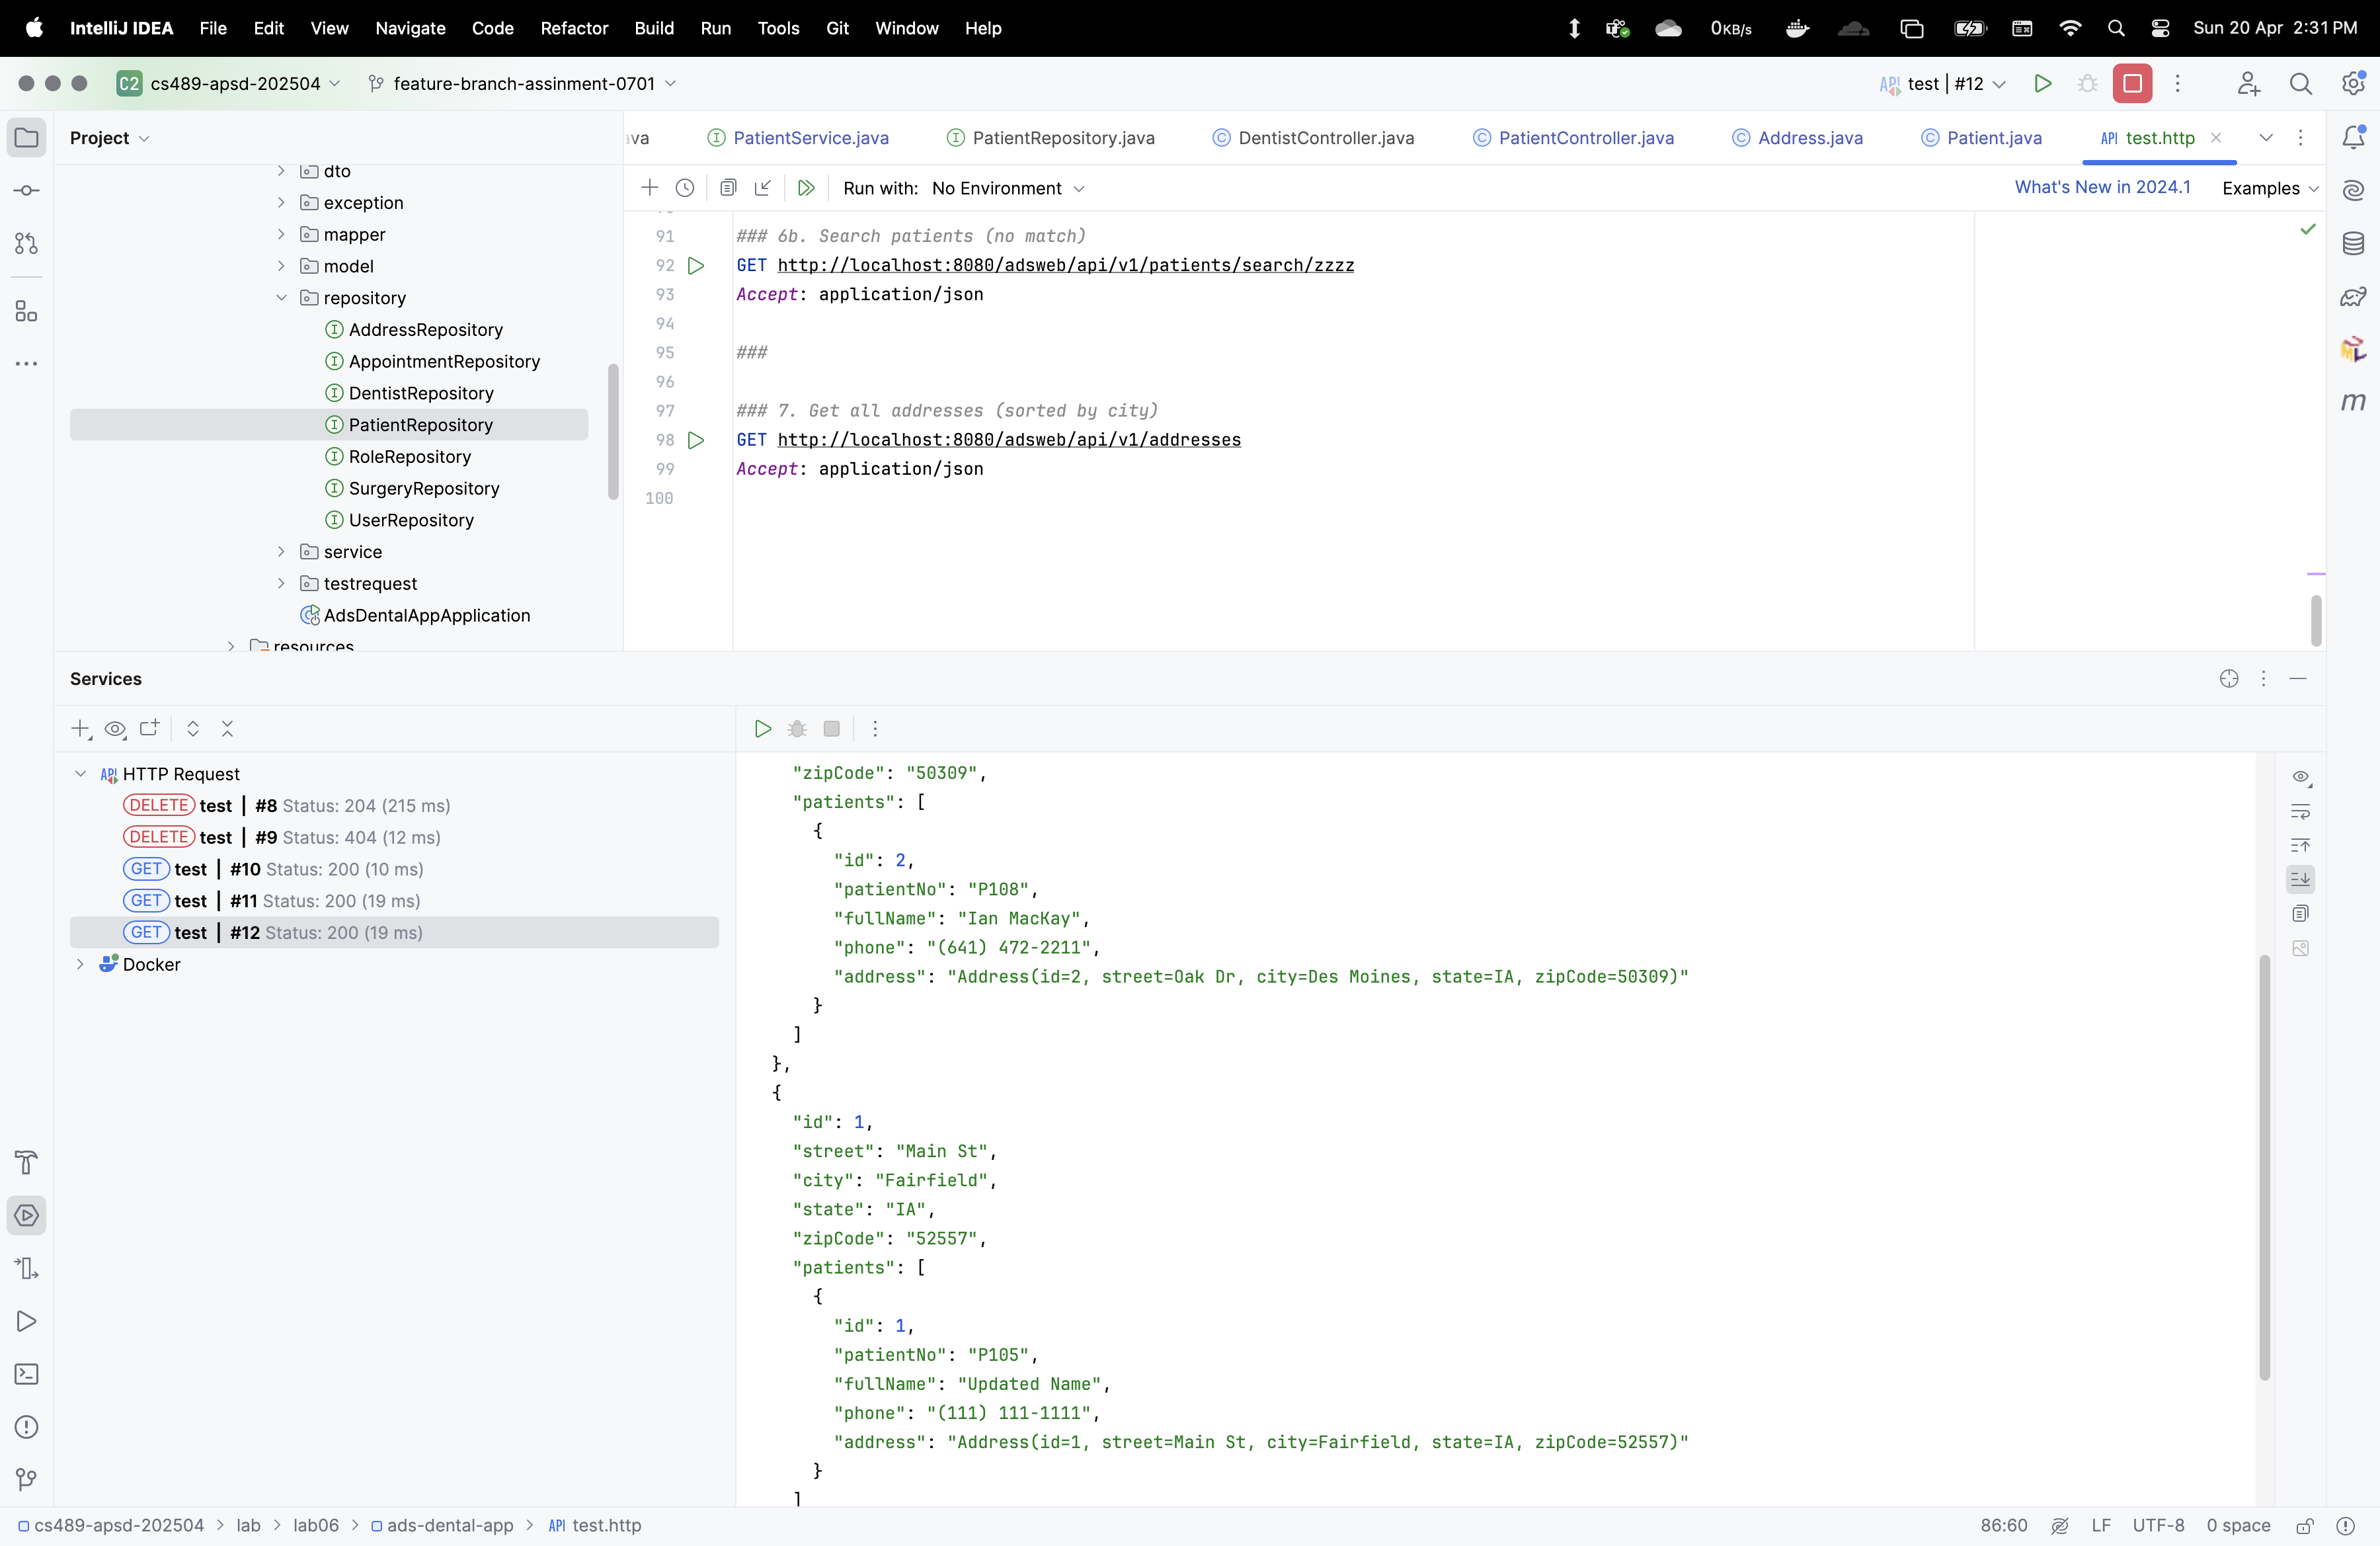 IntelliJ IDEA File Edit View Navigate Code Refactor Build Run Tools Git Window Help 0KB/s Sun 20 Apr 2:31 PM
C2 cs489-apsd-202504 feature-branch-assinment-0701 API test | #12
Project
ava PatientService.java PatientRepository.java DentistController.java PatientController.java Address.java Patient.java API test.http
Run with: No Environment What's New in 2024.1 Examples
dto
exception
mapper
model
repository
AddressRepository
AppointmentRepository
DentistRepository
PatientRepository
RoleRepository
SurgeryRepository
UserRepository
service
testrequest
AdsDentalAppApplication
resources
91 ### 6b. Search patients (no match)
92 GET http://localhost:8080/adsweb/api/v1/patients/search/zzzz
93 Accept: application/json
94
95 ###
96
97 ### 7. Get all addresses (sorted by city)
98 GET http://localhost:8080/adsweb/api/v1/addresses
99 Accept: application/json
100
Services
API HTTP Request
DELETE test | #8 Status: 204 (215 ms)
DELETE test | #9 Status: 404 (12 ms)
GET test | #10 Status: 200 (10 ms)
GET test | #11 Status: 200 (19 ms)
GET test | #12 Status: 200 (19 ms)
Docker
"zipCode": "50309",
"patients": [
{
"id": 2,
"patientNo": "P108",
"fullName": "Ian MacKay",
"phone": "(641) 472-2211",
"address": "Address(id=2, street=Oak Dr, city=Des Moines, state=IA, zipCode=50309)"
}
]
},
{
"id": 1,
"street": "Main St",
"city": "Fairfield",
"state": "IA",
"zipCode": "52557",
"patients": [
{
"id": 1,
"patientNo": "P105",
"fullName": "Updated Name",
"phone": "(111) 111-1111",
"address": "Address(id=1, street=Main St, city=Fairfield, state=IA, zipCode=52557)"
}
]
cs489-apsd-202504 > lab > lab06 > ads-dental-app > API test.http 86:60 LF UTF-8 0 space